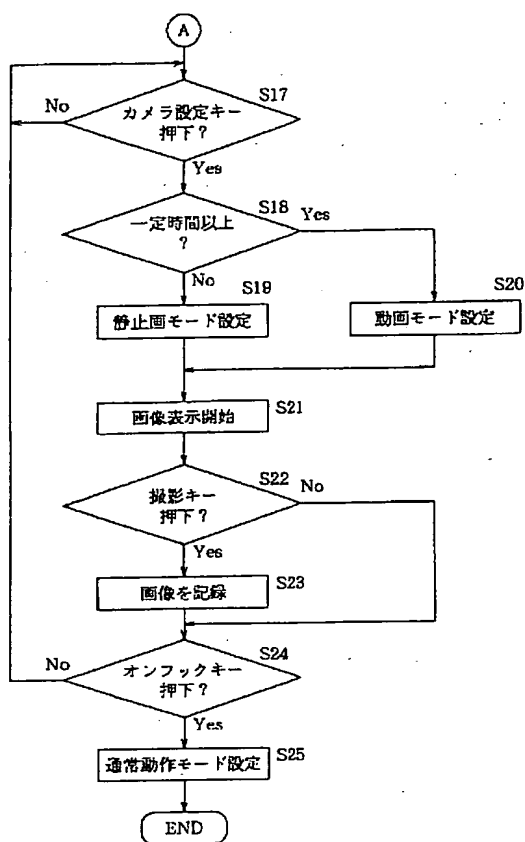 A
S17
No
カメラ設定キー
押下？
Yes
S18
Yes
一定時間以上
？
No
S19
S20
静止画モード設定
動画モード設定
S21
画像表示開始
S22
No
撮影キー
押下？
Yes
S23
画像を記録
S24
No
オンフックキー
押下？
Yes
S25
通常動作モード設定
END